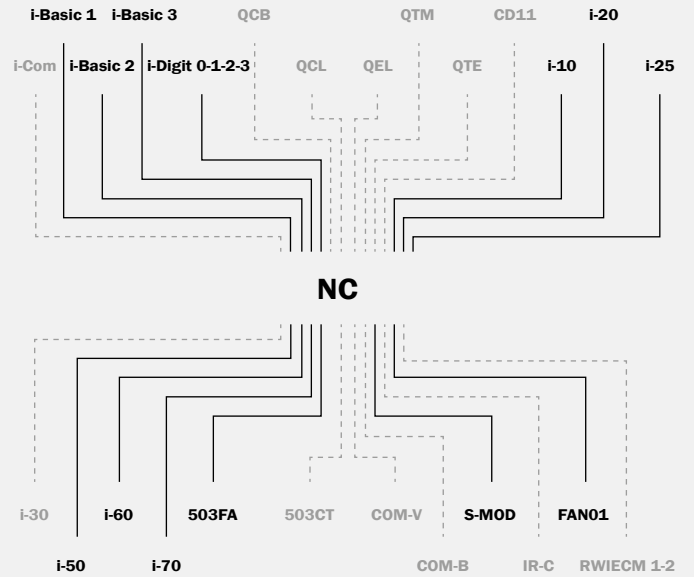 i-Basic 1 i-Basic 3 QCB QTM CD11 i-20
i-Com i-Basic 2 i-Digit 0-1-2-3 QCL QEL QTE i-10 i-25
NC
i-30 i-60 503FA 503CT COM-V S-MOD FAN01
i-50 i-70 COM-B IR-C RWIECM 1-2